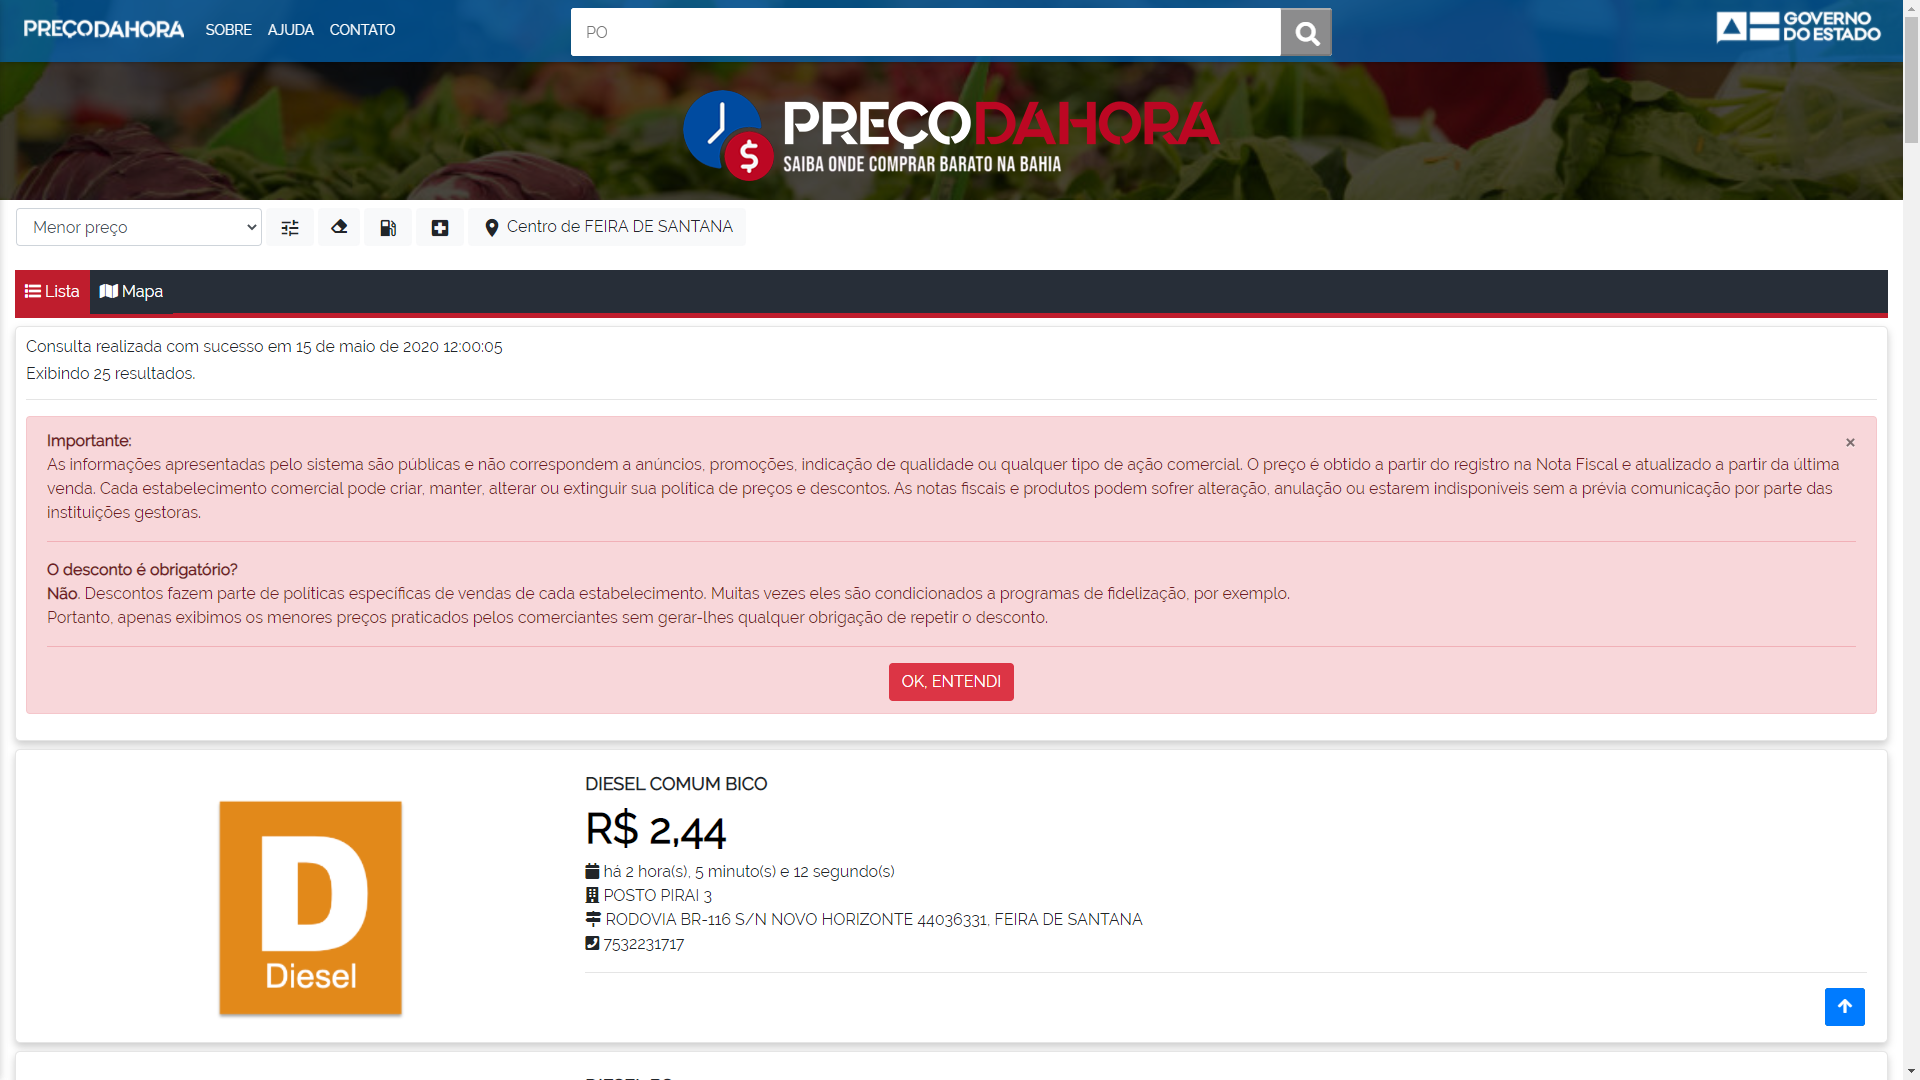 PREÇODAHORA SOBRE AJUDA CONTATO PO GOVERNO DO ESTADO
PREÇODAHORA
SAIBA ONDE COMPRAR BARATO NA BAHIA
Menor preço Centro de FEIRA DE SANTANA
Lista Mapa
Consulta realizada com sucesso em 15 de maio de 2020 12:00:05
Exibindo 25 resultados.
Importante: ×
As informações apresentadas pelo sistema são públicas e não correspondem a anúncios, promoções, indicação de qualidade ou qualquer tipo de ação comercial. O preço é obtido a partir do registro na Nota Fiscal e atualizado a partir da última
venda. Cada estabelecimento comercial pode criar, manter, alterar ou extinguir sua política de preços e descontos. As notas fiscais e produtos podem sofrer alteração, anulação ou estarem indisponíveis sem a prévia comunicação por parte das
instituições gestoras.
O desconto é obrigatório?
Não. Descontos fazem parte de políticas específicas de vendas de cada estabelecimento. Muitas vezes eles são condicionados a programas de fidelização, por exemplo.
Portanto, apenas exibimos os menores preços praticados pelos comerciantes sem gerar-lhes qualquer obrigação de repetir o desconto.
OK, ENTENDI
D
Diesel
DIESEL COMUM BICO
R$ 2,44
há 2 hora(s), 5 minuto(s) e 12 segundo(s)
POSTO PIRAI 3
RODOVIA BR-116 S/N NOVO HORIZONTE 44036331, FEIRA DE SANTANA
7532231717